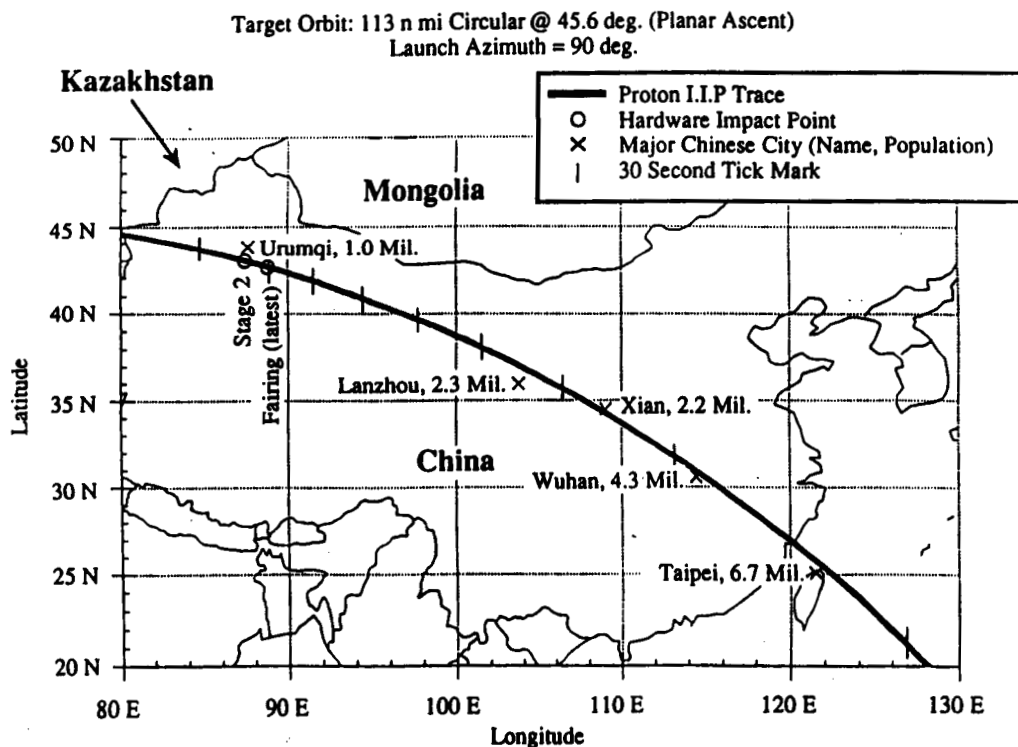 Target Orbit: 113 n mi Circular @ 45.6 deg. (Planar Ascent)
Launch Azimuth = 90 deg.
Kazakhstan
Proton I.I.P Trace
Hardware Impact Point
Major Chinese City (Name, Population)
30 Second Tick Mark
50 N
Mongolia
45 N
Urumqi, 1.0 Mil.
Stage 2
Fairing (latest)
40 N
Lanzhou, 2.3 Mil.
35 N
Xian, 2.2 Mil.
China
Wuhan, 4.3 Mil.
30 N
25 N
Taipei, 6.7 Mil.
20 N
Latitude
80 E 90 E 100 E 110 E 120 E 130 E
Longitude